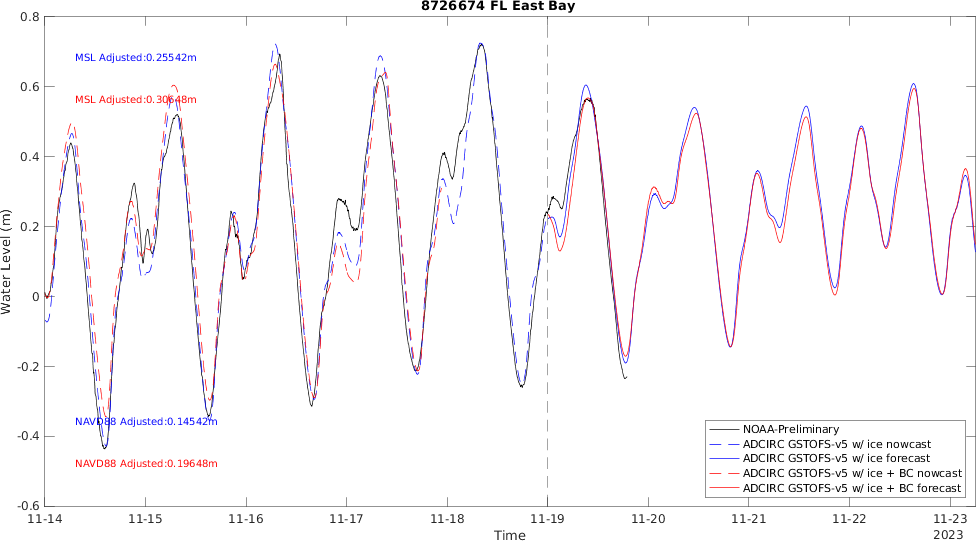 8726674 FL East Bay
0.8
0.6
0.4
0.2
0
-0.2
-0.4
-0.6
Water Level (m)
MSL Adjusted:0.25542m
MSL Adjusted:0.30648m
NAVD88 Adjusted:0.14542m
NAVD88 Adjusted:0.19648m
NOAA-Preliminary
ADCIRC GSTOFS-v5 w/ ice nowcast
ADCIRC GSTOFS-v5 w/ ice forecast
ADCIRC GSTOFS-v5 w/ ice + BC nowcast
ADCIRC GSTOFS-v5 w/ ice + BC forecast
11-14 11-15 11-16 11-17 11-18 11-19 11-20 11-21 11-22 11-23
Time
2023